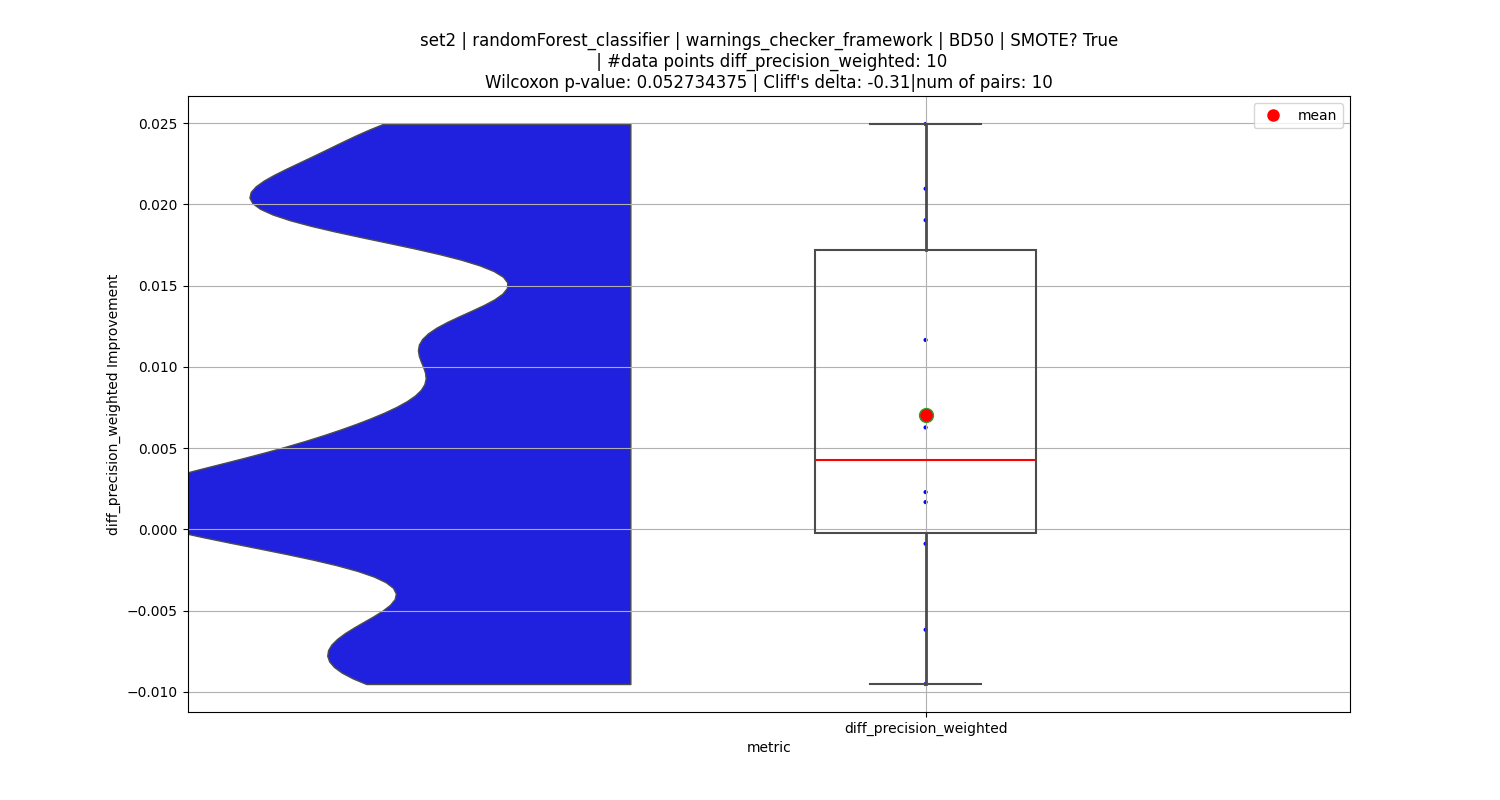 set2 | randomForest_classifier | warnings_checker_framework | BD50 | SMOTE? True
| #data points diff_precision_weighted: 10
Wilcoxon p-value: 0.052734375 | Cliff's delta: -0.31|num of pairs: 10
mean
0.025
0.020
0.015
0.010
0.005
0.000
−0.005
−0.010
diff_precision_weighted Improvement
diff_precision_weighted
metric